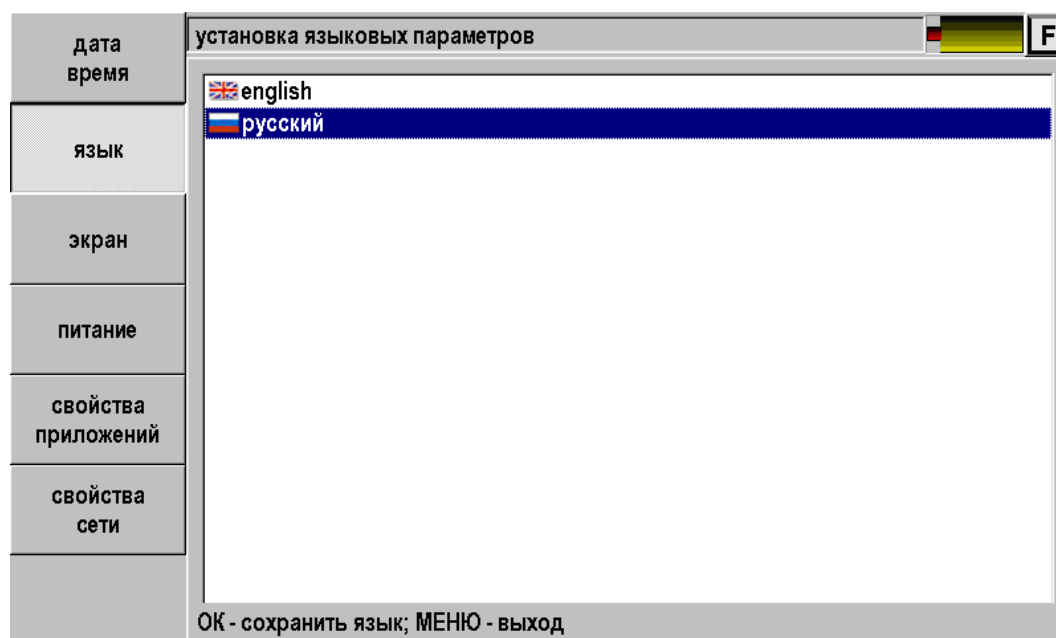 дата
время
язык
экран
питание
свойства
приложений
свойства
сети
установка языковых параметров
F
english
русский
ОК - сохранить язык; МЕНЮ - выход